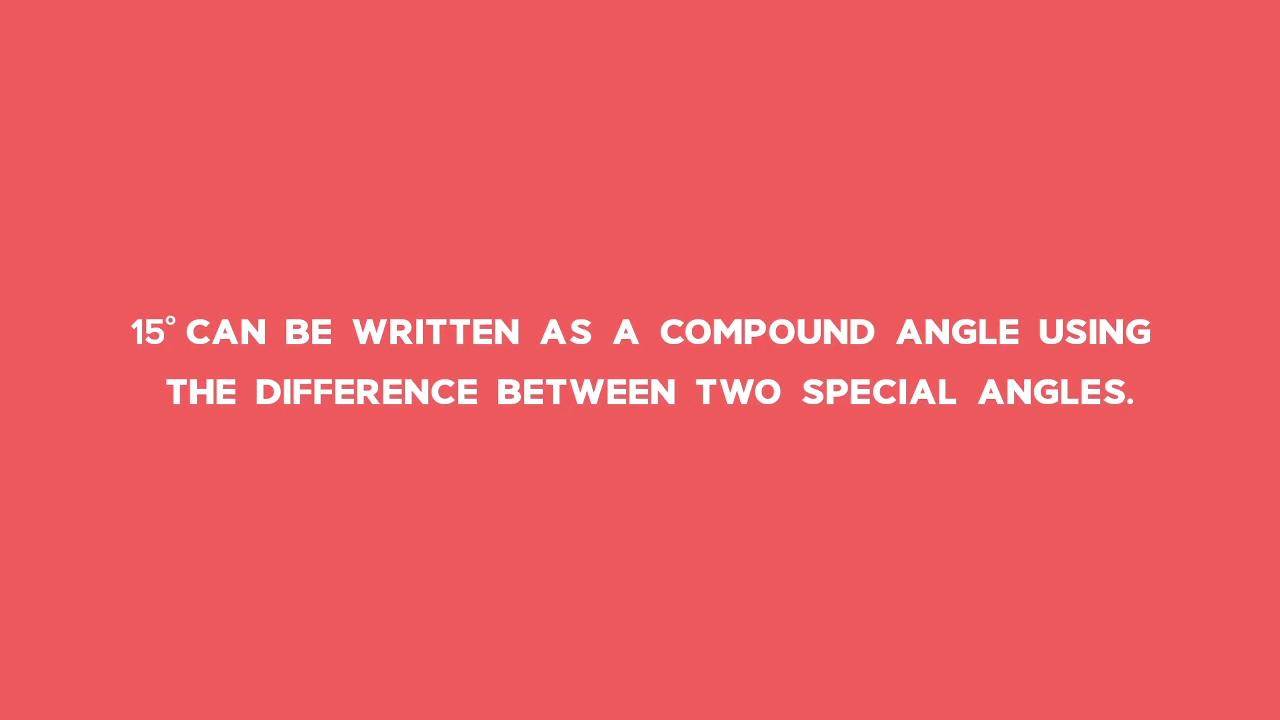 15° CAN BE WRITTEN AS A COMPOUND ANGLE USING
THE DIFFERENCE BETWEEN TWO SPECIAL ANGLES.